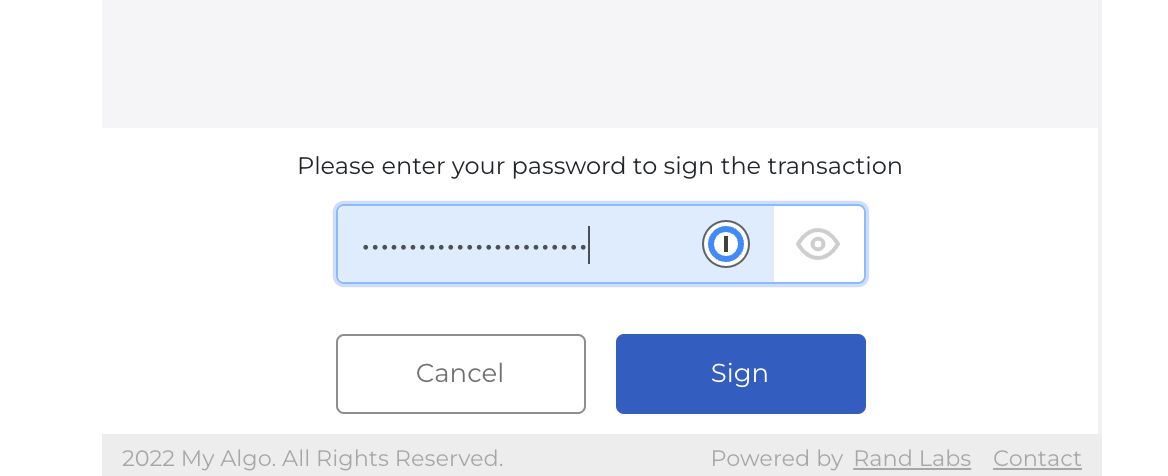 Please enter your password to sign the transaction
Cancel
Sign
2022 My Algo. All Rights Reserved.
Powered by Rand Labs Contact